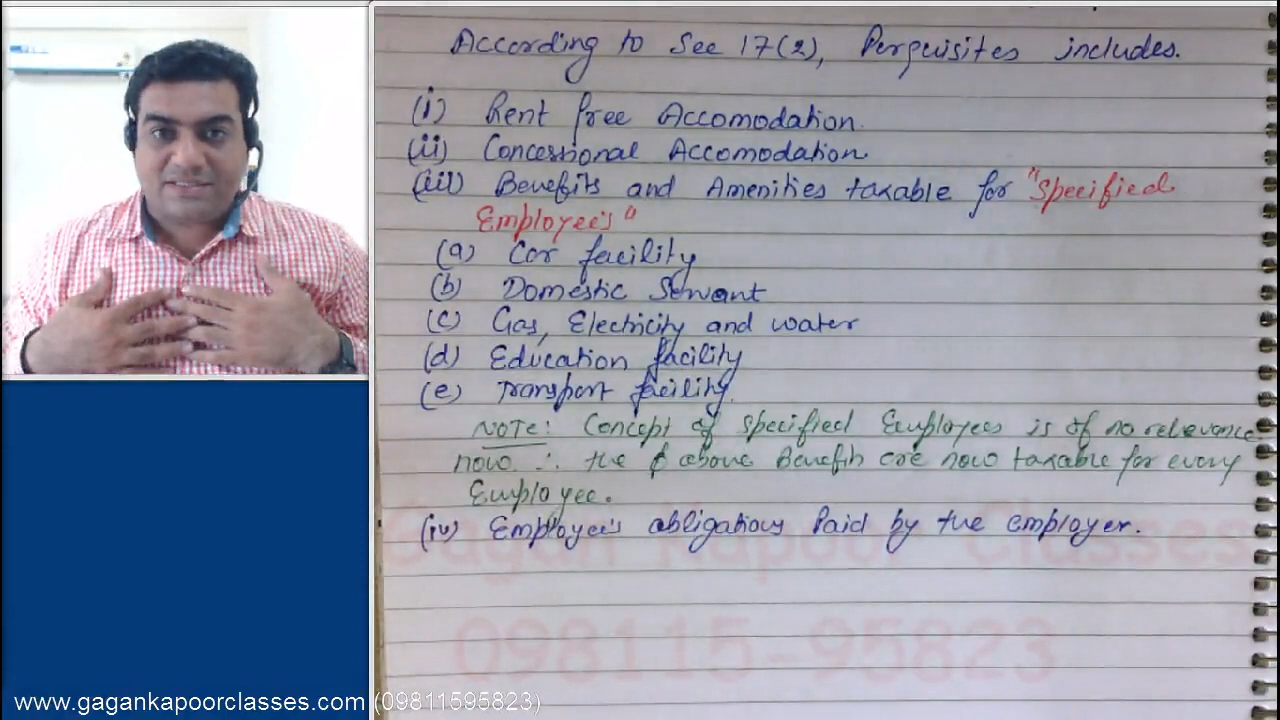 According to Sec 17(2), Perquisites includes.
(i) Rent free Accomodation.
(ii) Concessional Accomodation.
(iii) Benefits and Amenities taxable for "Specified
Employees"
(a) Car facility
(b) Domestic Servant
(c) Gas, Electricity and water
(d) Education facility
(e) Transport facility.
NOTE: Concept of specified Employees is of no relevance
now ∴ the above Benefits are now taxable for every
Employee.
(iv) Employee's obligations Paid by the employer.
Gagan Kapoor Classes
098115-95823
www.gagankapoorclasses.com (09811595823)